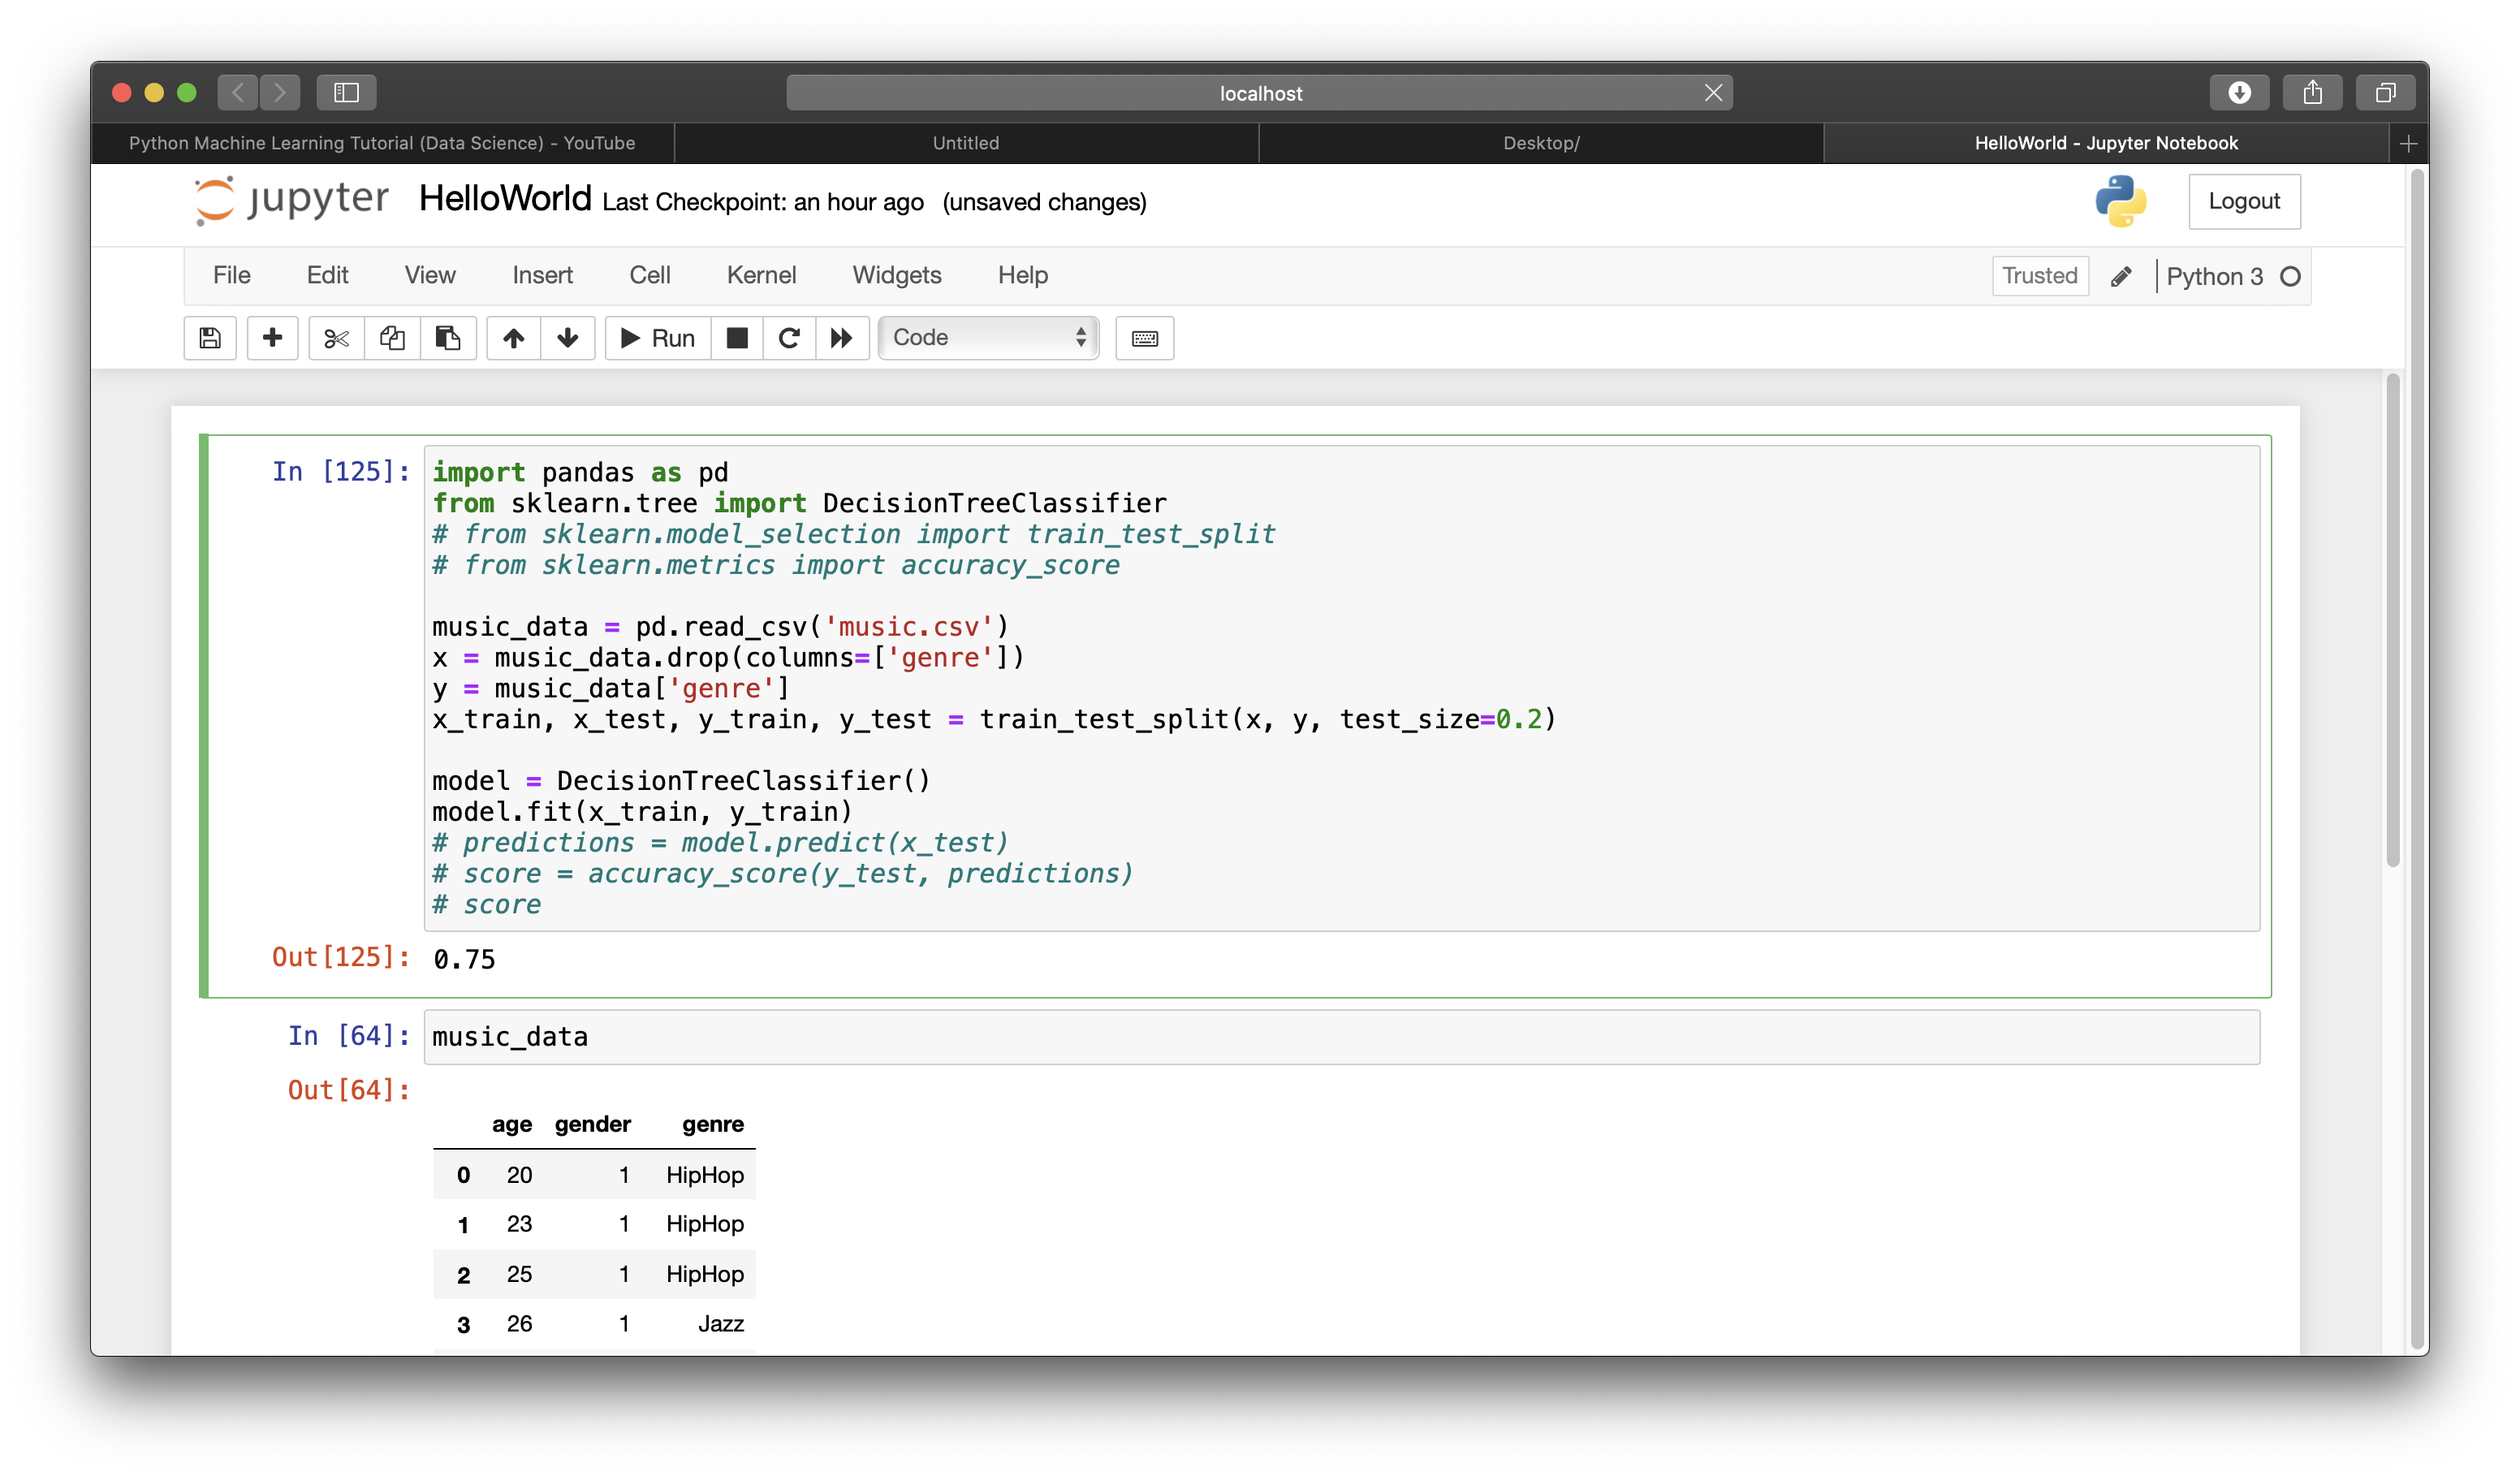 localhost
Python Machine Learning Tutorial (Data Science) - YouTube
Untitled
Desktop/
HelloWorld - Jupyter Notebook
jupyter HelloWorld Last Checkpoint: an hour ago (unsaved changes)
Logout
File Edit View Insert Cell Kernel Widgets Help
Trusted
Python 3
Run
Code
In [125]: import pandas as pd
from sklearn.tree import DecisionTreeClassifier
# from sklearn.model_selection import train_test_split
# from sklearn.metrics import accuracy_score
music_data = pd.read_csv('music.csv')
x = music_data.drop(columns=['genre'])
y = music_data['genre']
x_train, x_test, y_train, y_test = train_test_split(x, y, test_size=0.2)
model = DecisionTreeClassifier()
model.fit(x_train, y_train)
# predictions = model.predict(x_test)
# score = accuracy_score(y_test, predictions)
# score
Out[125]: 0.75
In [64]: music_data
Out[64]:
age gender genre
0 20 1 HipHop
1 23 1 HipHop
2 25 1 HipHop
3 26 1 Jazz